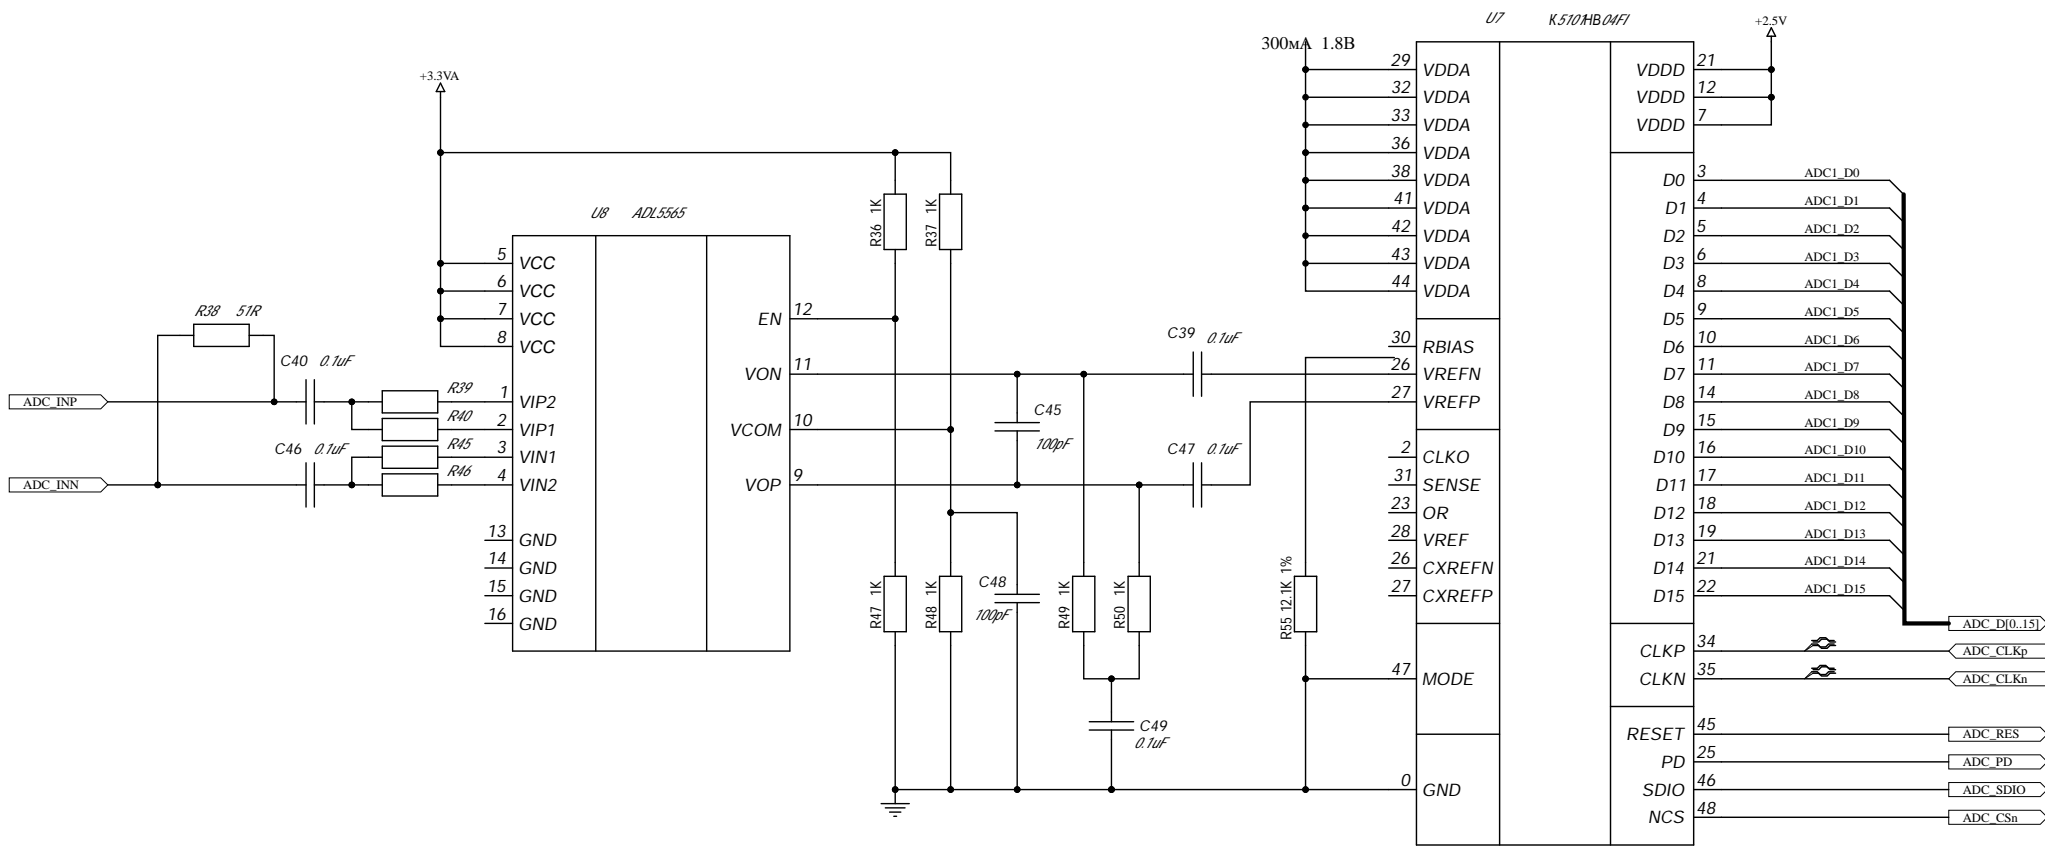 U7 K5101HB04FI
300мА 1.8В
+2.5V
+3.3VA
29 VDDA
32 VDDA
33 VDDA
36 VDDA
38 VDDA
41 VDDA
42 VDDA
43 VDDA
44 VDDA
30 RBIAS
26 VREFN
27 VREFP
2 CLKO
31 SENSE
23 OR
28 VREF
26 CXREFN
27 CXREFP
47 MODE
0 GND
VDDD 21
VDDD 12
VDDD 7
D0 3 ADC1_D0
D1 4 ADC1_D1
D2 5 ADC1_D2
D3 6 ADC1_D3
D4 8 ADC1_D4
D5 9 ADC1_D5
D6 10 ADC1_D6
D7 11 ADC1_D7
D8 14 ADC1_D8
D9 15 ADC1_D9
D10 16 ADC1_D10
D11 17 ADC1_D11
D12 18 ADC1_D12
D13 19 ADC1_D13
D14 21 ADC1_D14
D15 22 ADC1_D15
ADC_D[0..15]
CLKP 34 ADC_CLKp
CLKN 35 ADC_CLKn
RESET 45 ADC_RES
PD 25 ADC_PD
SDIO 46 ADC_SDIO
NCS 48 ADC_CSn
U8 ADL5565
5 VCC
6 VCC
7 VCC
8 VCC
1 VIP2
2 VIP1
3 VIN1
4 VIN2
13 GND
14 GND
15 GND
16 GND
EN 12
VON 11
VCOM 10
VOP 9
R38 51R
C40 0.1uF
R39
R40
C46 0.1uF
R45
R46
ADC_INP
ADC_INN
R36 1K
R37 1K
C39 0.1uF
C45
100pF
C47 0.1uF
R47 1K
R48 1K
C48
100pF
R49 1K
R50 1K
C49
0.1uF
R55 12.1K 1%